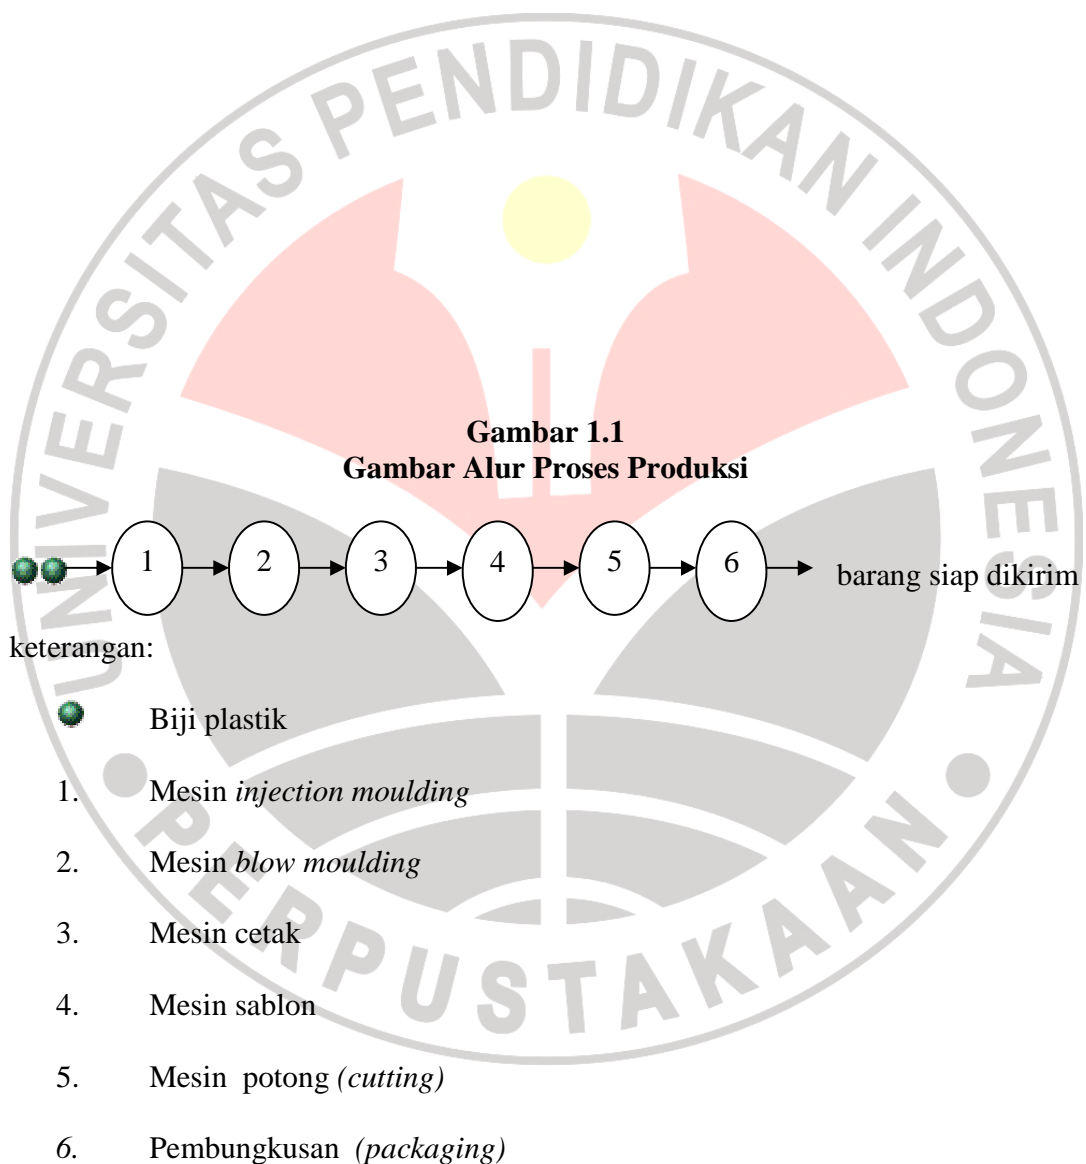 UNIVERSITAS PENDIDIKAN INDONESIA
PERPUSTAKAAN
Gambar 1.1
Gambar Alur Proses Produksi
1 2 3 4 5 6 barang siap dikirim
keterangan:
Biji plastik
1. Mesin injection moulding
2. Mesin blow moulding
3. Mesin cetak
4. Mesin sablon
5. Mesin potong (cutting)
6. Pembungkusan (packaging)